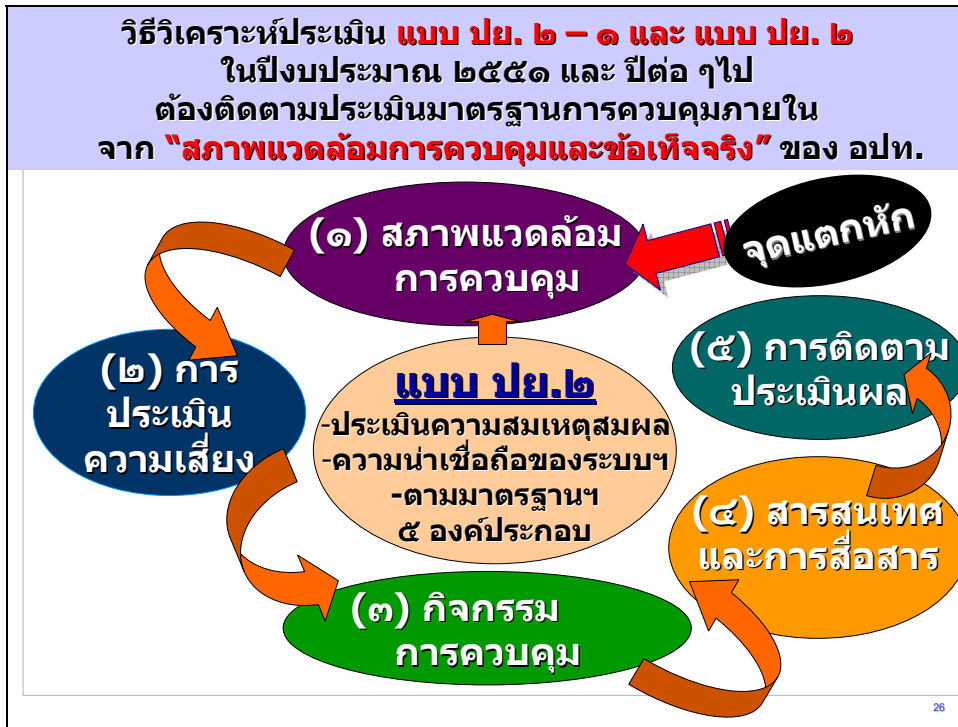 วิธีวิเคราะห์ประเมิน แบบ ปย. ๒ – ๑ และ แบบ ปย. ๒
ในปีงบประมาณ ๒๕๕๑ และ ปีต่อ ๆไป
ต้องติดตามประเมินมาตรฐานการควบคุมภายใน
จาก “สภาพแวดล้อมการควบคุมและข้อเท็จจริง” ของ อปท.
จุดแตกหัก
(๑) สภาพแวดล้อม
การควบคุม
(๒) การ
ประเมิน
ความเสี่ยง
แบบ ปย.๒
-ประเมินความสมเหตุสมผล
-ความน่าเชื่อถือของระบบฯ
-ตามมาตรฐานฯ
๕ องค์ประกอบ
(๓) กิจกรรม
การควบคุม
(๔) สารสนเทศ
และการสื่อสาร
(๕) การติดตาม
ประเมินผล
26